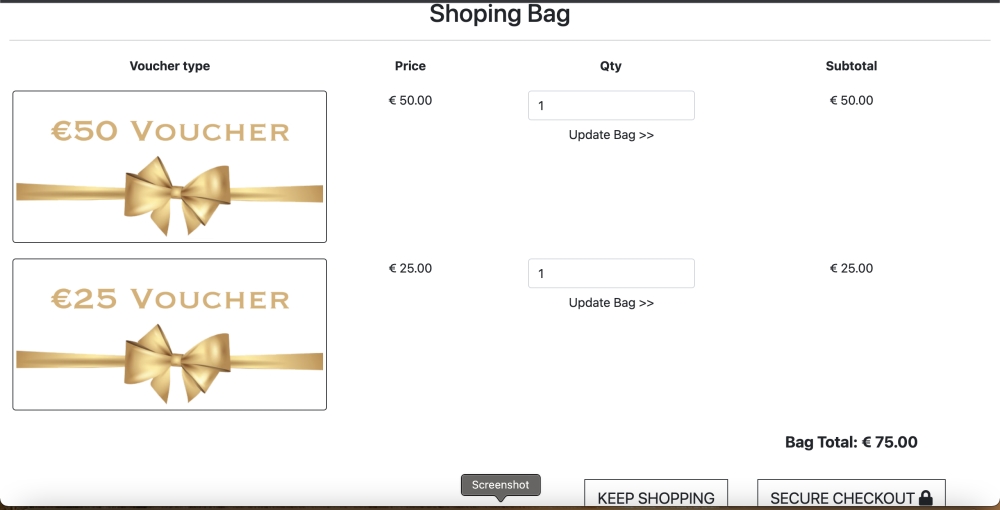 Shoping Bag
Voucher type Price Qty Subtotal
€50 VOUCHER
€ 50.00 1 € 50.00
Update Bag >>
€25 VOUCHER
€ 25.00 1 € 25.00
Update Bag >>
Bag Total: € 75.00
Screenshot
KEEP SHOPPING SECURE CHECKOUT